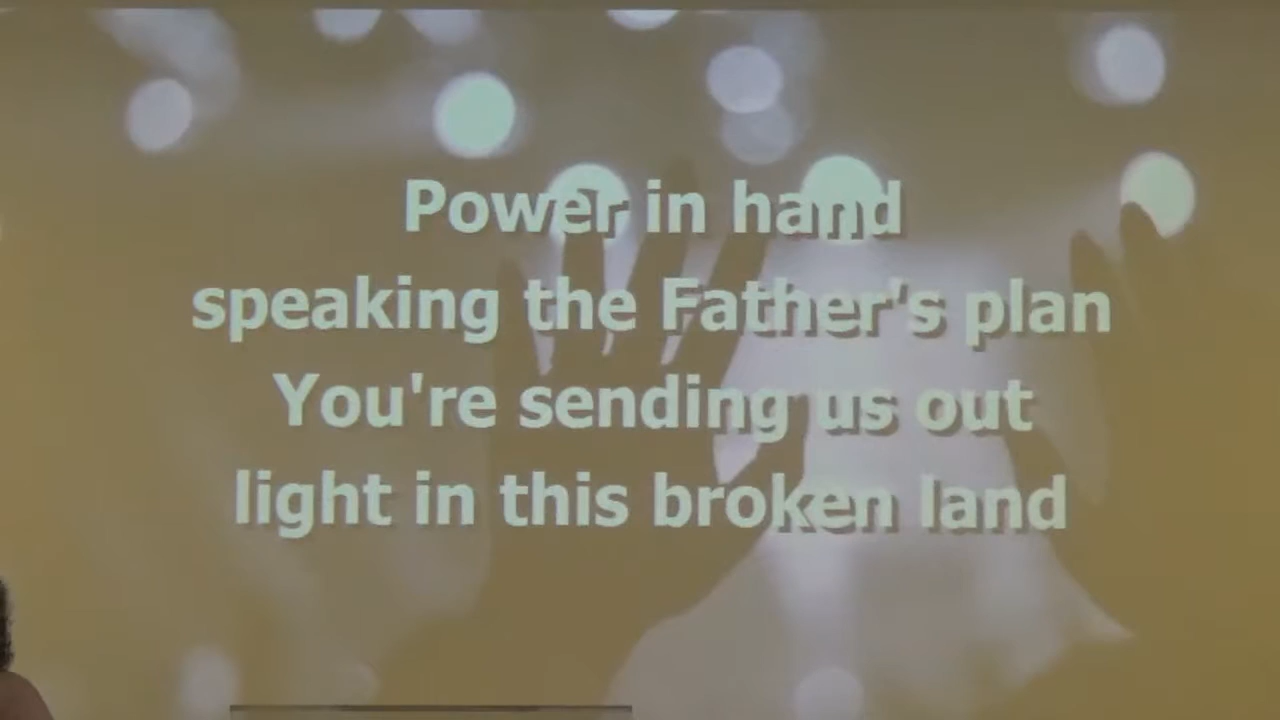 Power in hand
speaking the Father's plan
You're sending us out
light in this broken land